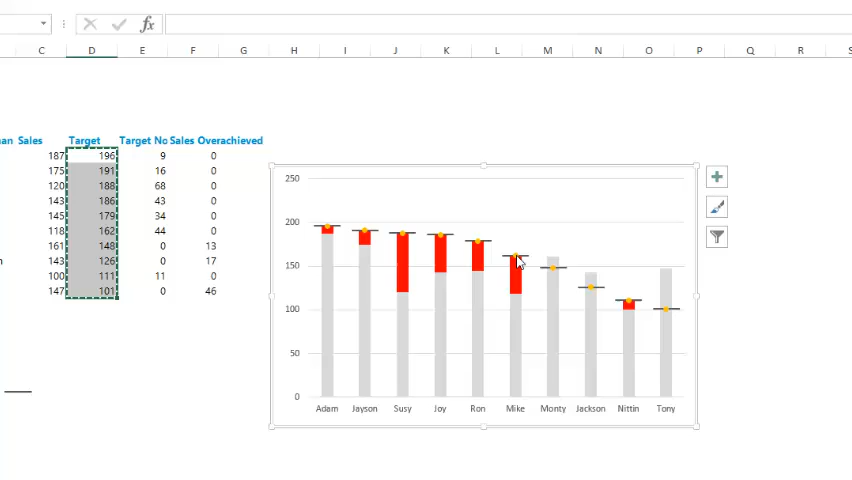 fx
C D E F G H I J K L M N O P Q R
an Sales Target Target No Sales Overachieved
187 196 9 0
175 191 16 0
120 188 68 0
143 186 43 0
145 179 34 0
118 162 44 0
161 148 0 13
n 143 126 0 17
100 111 11 0
147 101 0 46
250
200
150
100
50
0
Adam Jayson Susy Joy Ron Mike Monty Jackson Nittin Tony